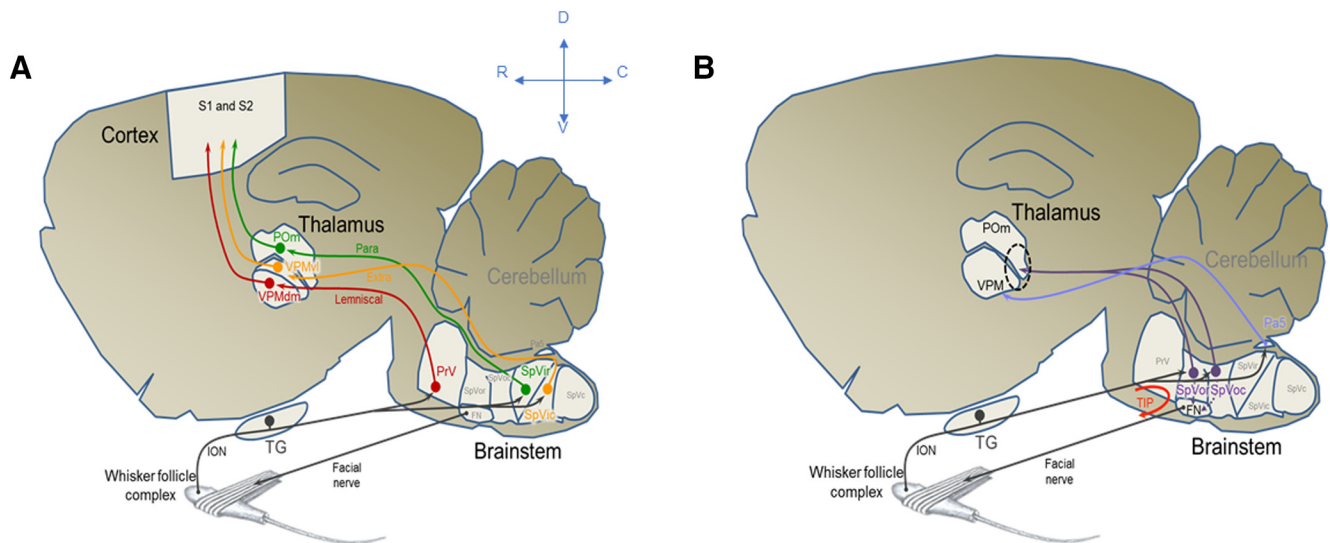 A
D
R
C
V
S1 and S2
Cortex
Thalamus
POm
VPMvl
VPMdm
Para
Extra
Lemniscal
Cerebellum
Pa5
PrV
SpVor
SpVoc
SpVir
SpVic
SpVc
FN
Brainstem
TG
ION
Facial
nerve
Whisker follicle
complex
B
Thalamus
POm
VPM
Cerebellum
Pa5
PrV
SpVir
SpVor
SpVoc
SpVic
SpVc
TIP
FN
Brainstem
TG
ION
Facial
nerve
Whisker follicle
complex